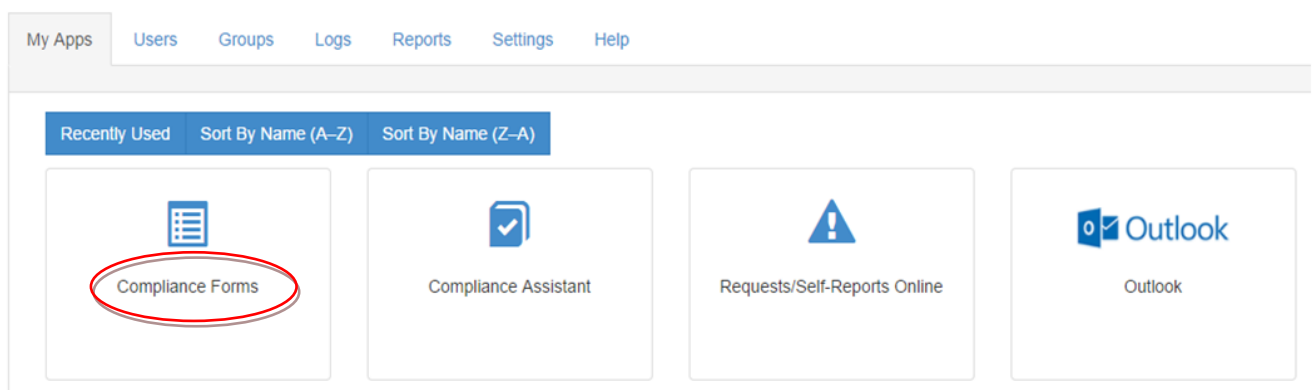 My Apps Users Groups Logs Reports Settings Help
Recently Used Sort By Name (A–Z) Sort By Name (Z–A)
Outlook
Compliance Forms Compliance Assistant Requests/Self-Reports Online Outlook